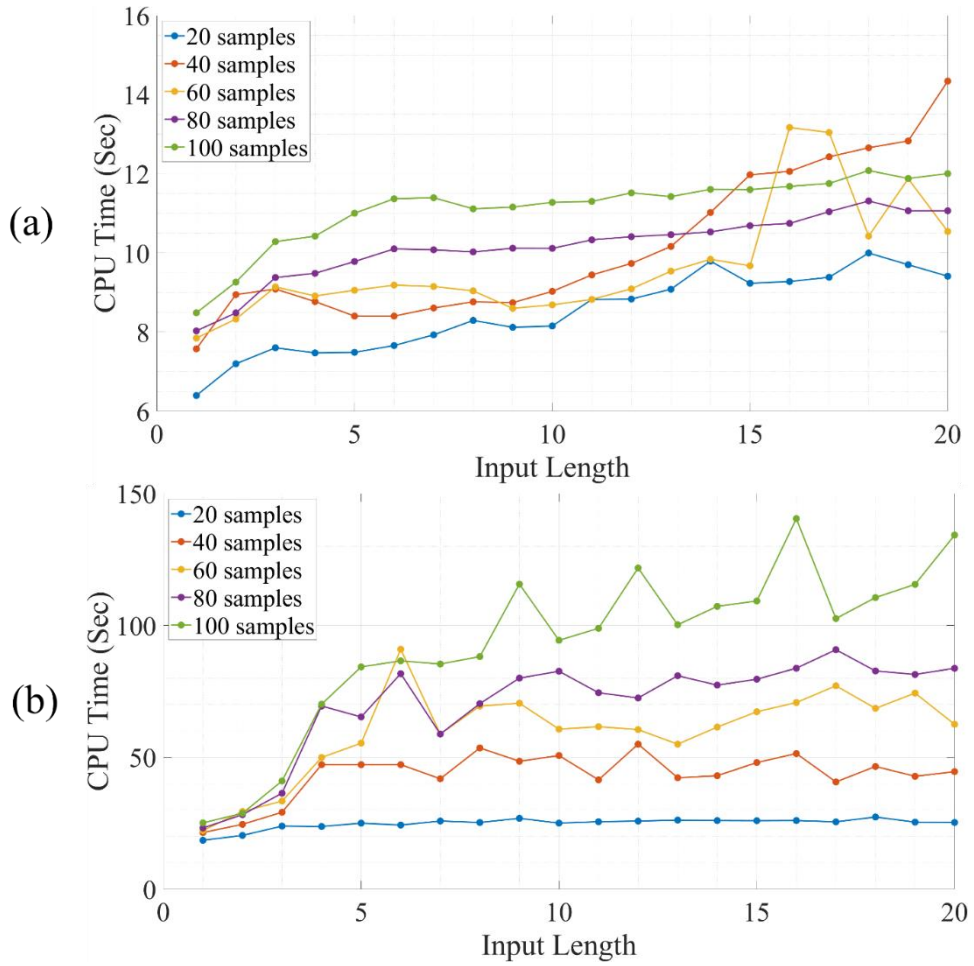 (a)
CPU Time (Sec)
16
14
12
10
8
6
20 samples
40 samples
60 samples
80 samples
100 samples
0
5
10
15
20
Input Length
(b)
CPU Time (Sec)
150
100
50
0
20 samples
40 samples
60 samples
80 samples
100 samples
0
5
10
15
20
Input Length